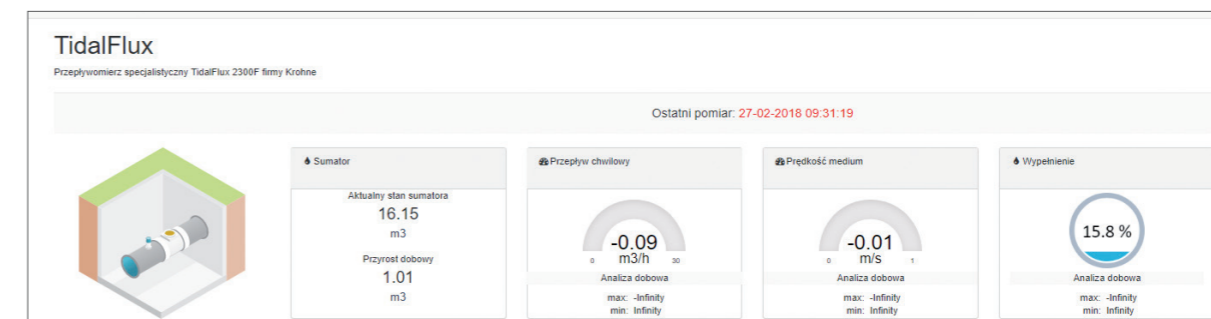 TidalFlux
Przepływomierz specjalistyczny TidalFlux 2300F firmy Krohne
Ostatni pomiar: 27-02-2018 09:31:19
Sumator
Aktualny stan sumatora
16.15
m3
Przyrost dobowy
1.01
m3
Przepływ chwilowy
-0.09
0 m3/h 30
Analiza dobowa
max: -Infinity
min: Infinity
Prędkość medium
-0.01
0 m/s 1
Analiza dobowa
max: -Infinity
min: Infinity
Wypełnienie
15.8 %
Analiza dobowa
max: -Infinity
min: Infinity